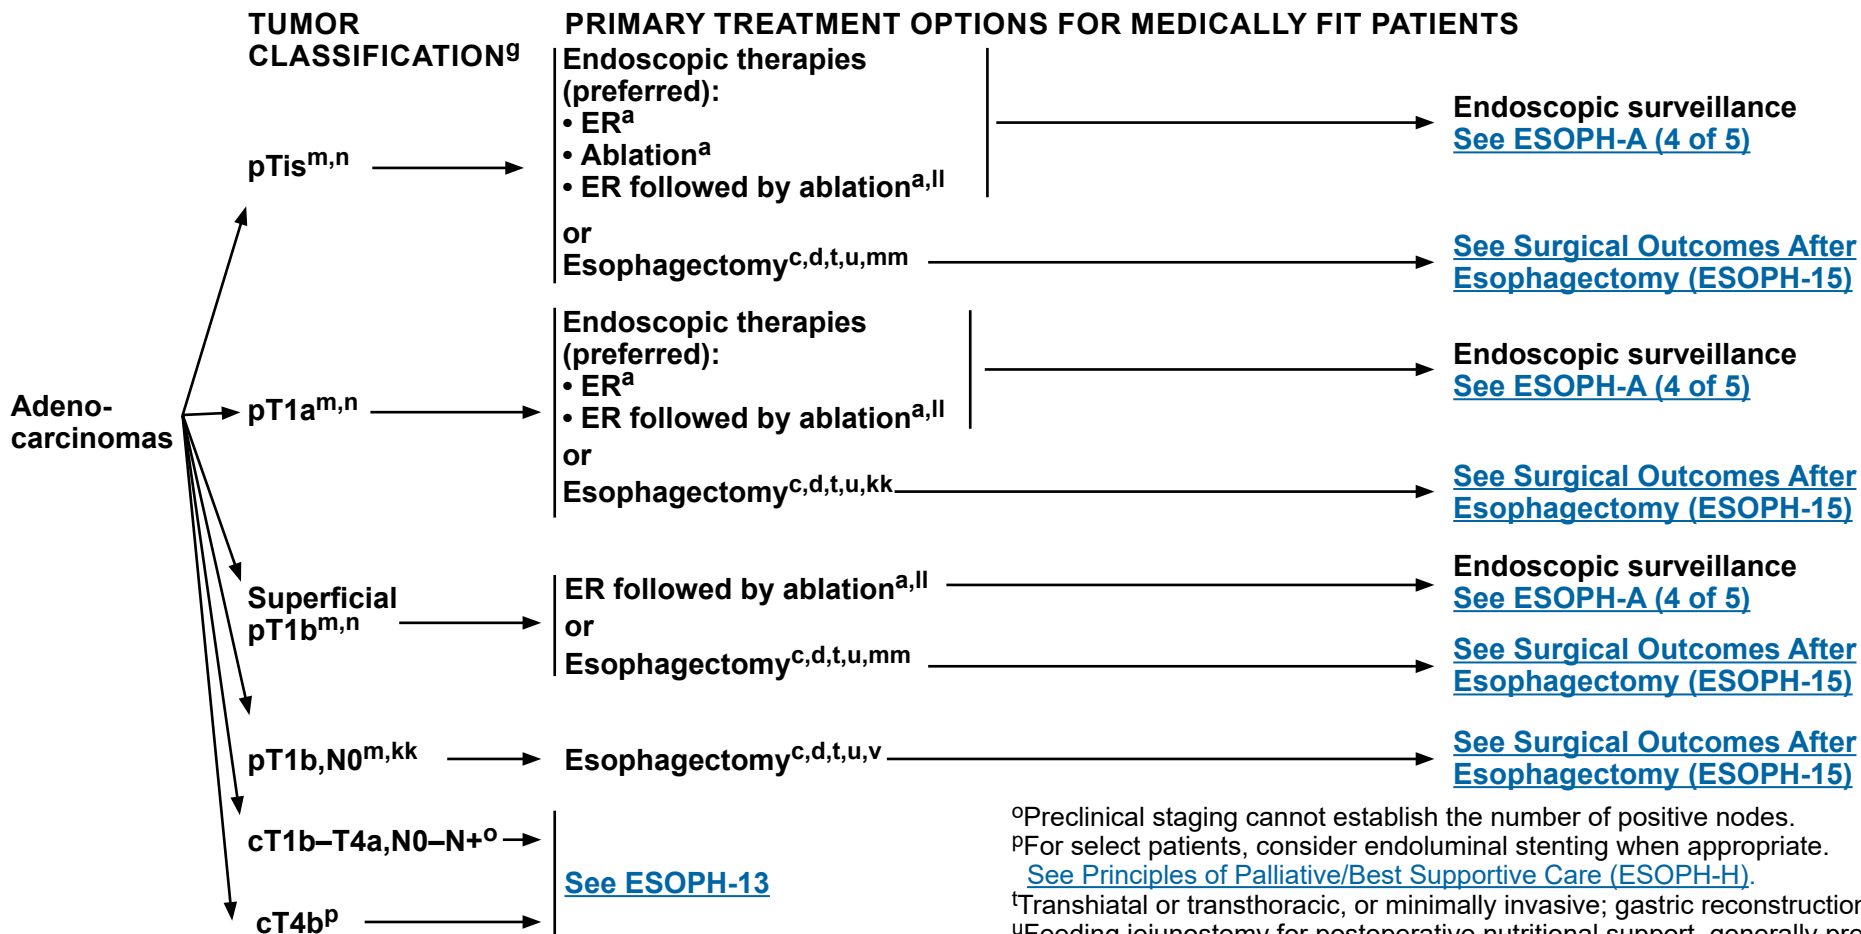 TUMOR
CLASSIFICATIONg
PRIMARY TREATMENT OPTIONS FOR MEDICALLY FIT PATIENTS
Adeno-
carcinomas
pTism,n
Endoscopic therapies
(preferred):
• ERa
• Ablationa
• ER followed by ablationa,ll
or
Esophagectomyc,d,t,u,mm
Endoscopic surveillance
See ESOPH-A (4 of 5)
See Surgical Outcomes After
Esophagectomy (ESOPH-15)
pT1am,n
Endoscopic therapies
(preferred):
• ERa
• ER followed by ablationa,ll
or
Esophagectomyc,d,t,u,kk
Endoscopic surveillance
See ESOPH-A (4 of 5)
See Surgical Outcomes After
Esophagectomy (ESOPH-15)
Superficial
pT1bm,n
ER followed by ablationa,ll
or
Esophagectomyc,d,t,u,mm
Endoscopic surveillance
See ESOPH-A (4 of 5)
See Surgical Outcomes After
Esophagectomy (ESOPH-15)
pT1b,N0m,kk
Esophagectomyc,d,t,u,v
See Surgical Outcomes After
Esophagectomy (ESOPH-15)
cT1b–T4a,N0–N+o
cT4bp
See ESOPH-13
oPreclinical staging cannot establish the number of positive nodes.
pFor select patients, consider endoluminal stenting when appropriate.
See Principles of Palliative/Best Supportive Care (ESOPH-H).
tTranshiatal or transthoracic, or minimally invasive; gastric reconstruction
uFeeding jejunostomy for postoperative nutritional support, generally